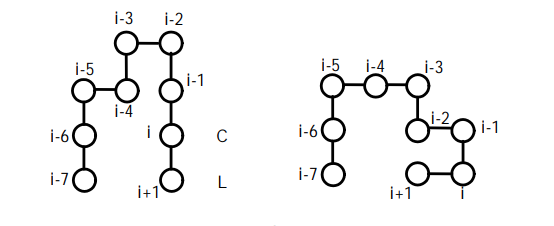 i-3 i-2
i-5
i-1
i-4
i-6 i C
i-7
i+1 L
i-5 i-4 i-3
i-2
i-6 i-1
i-7
i+1 i